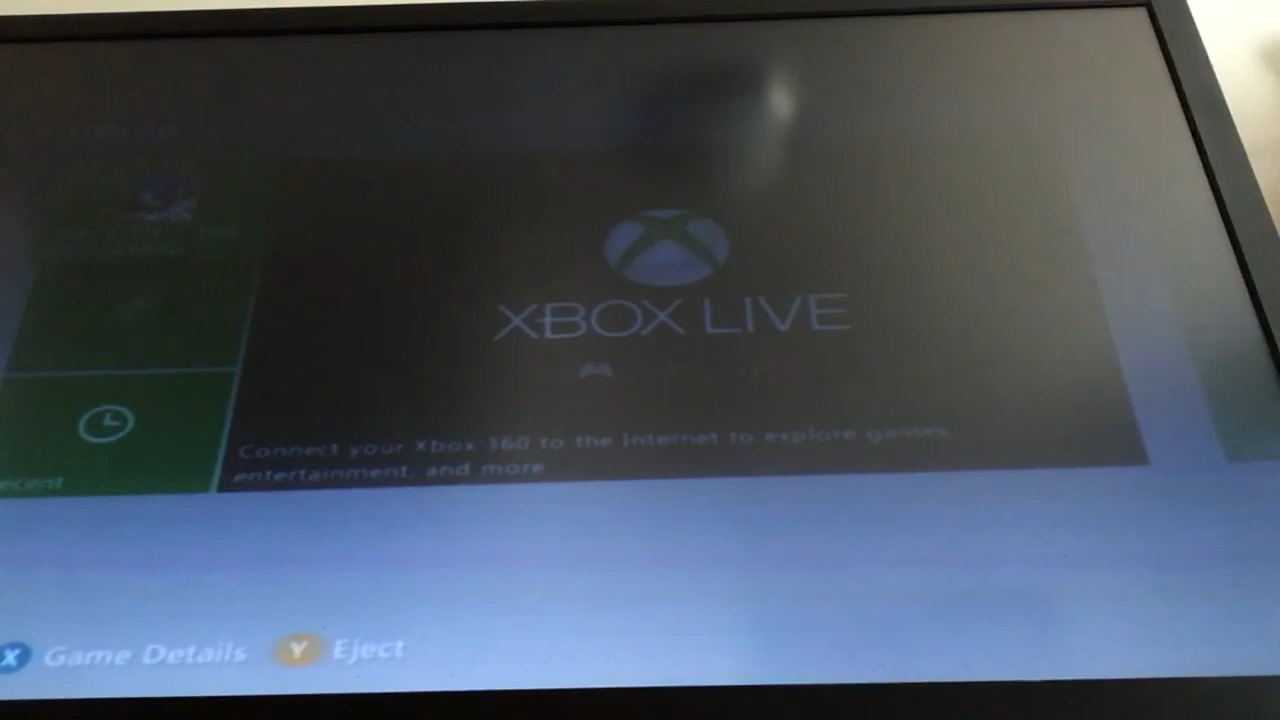 XBOX LIVE
Connect your Xbox 360 to the Internet to explore games,
entertainment, and more
ecent
X Game Details Y Eject